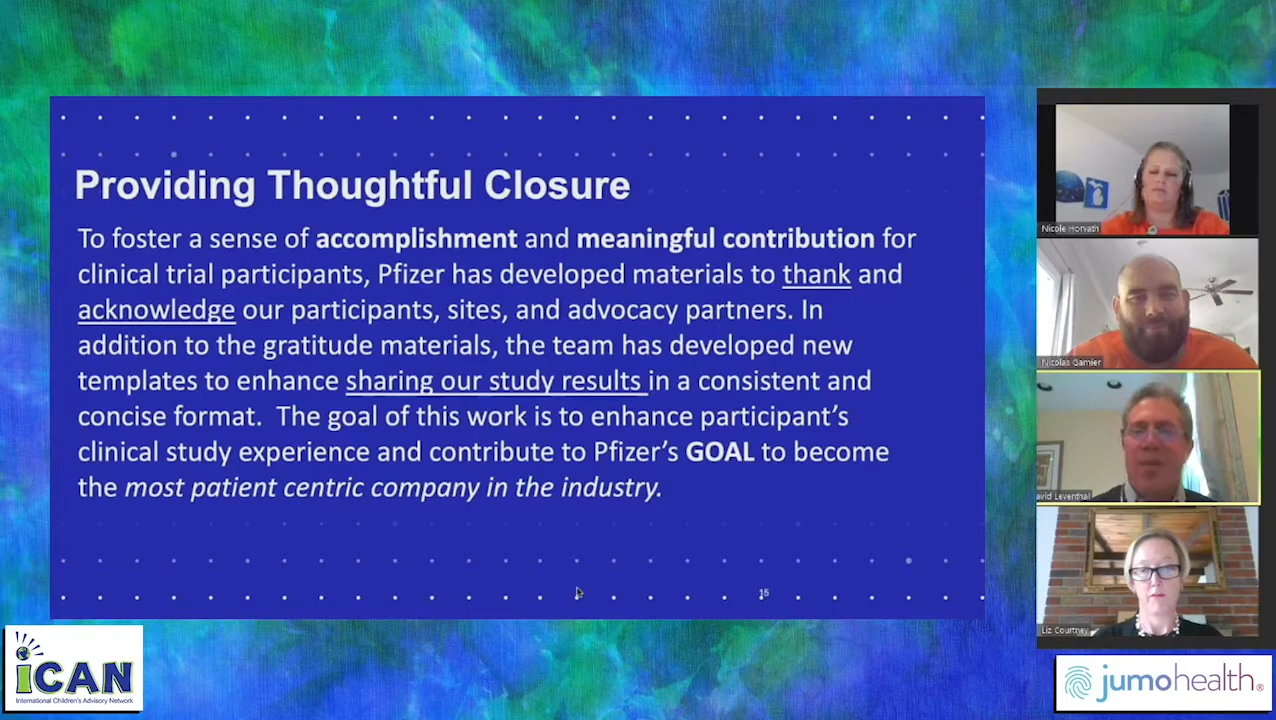 Providing Thoughtful Closure
To foster a sense of accomplishment and meaningful contribution for
clinical trial participants, Pfizer has developed materials to thank and
acknowledge our participants, sites, and advocacy partners. In
addition to the gratitude materials, the team has developed new
templates to enhance sharing our study results in a consistent and
concise format.  The goal of this work is to enhance participant's
clinical study experience and contribute to Pfizer's GOAL to become
the most patient centric company in the industry.
15
Nicole Horvath
Nicolas Garnier
avid Leventhal
Liz Courtney
iCAN
International Children's Advisory Network
jumohealth®